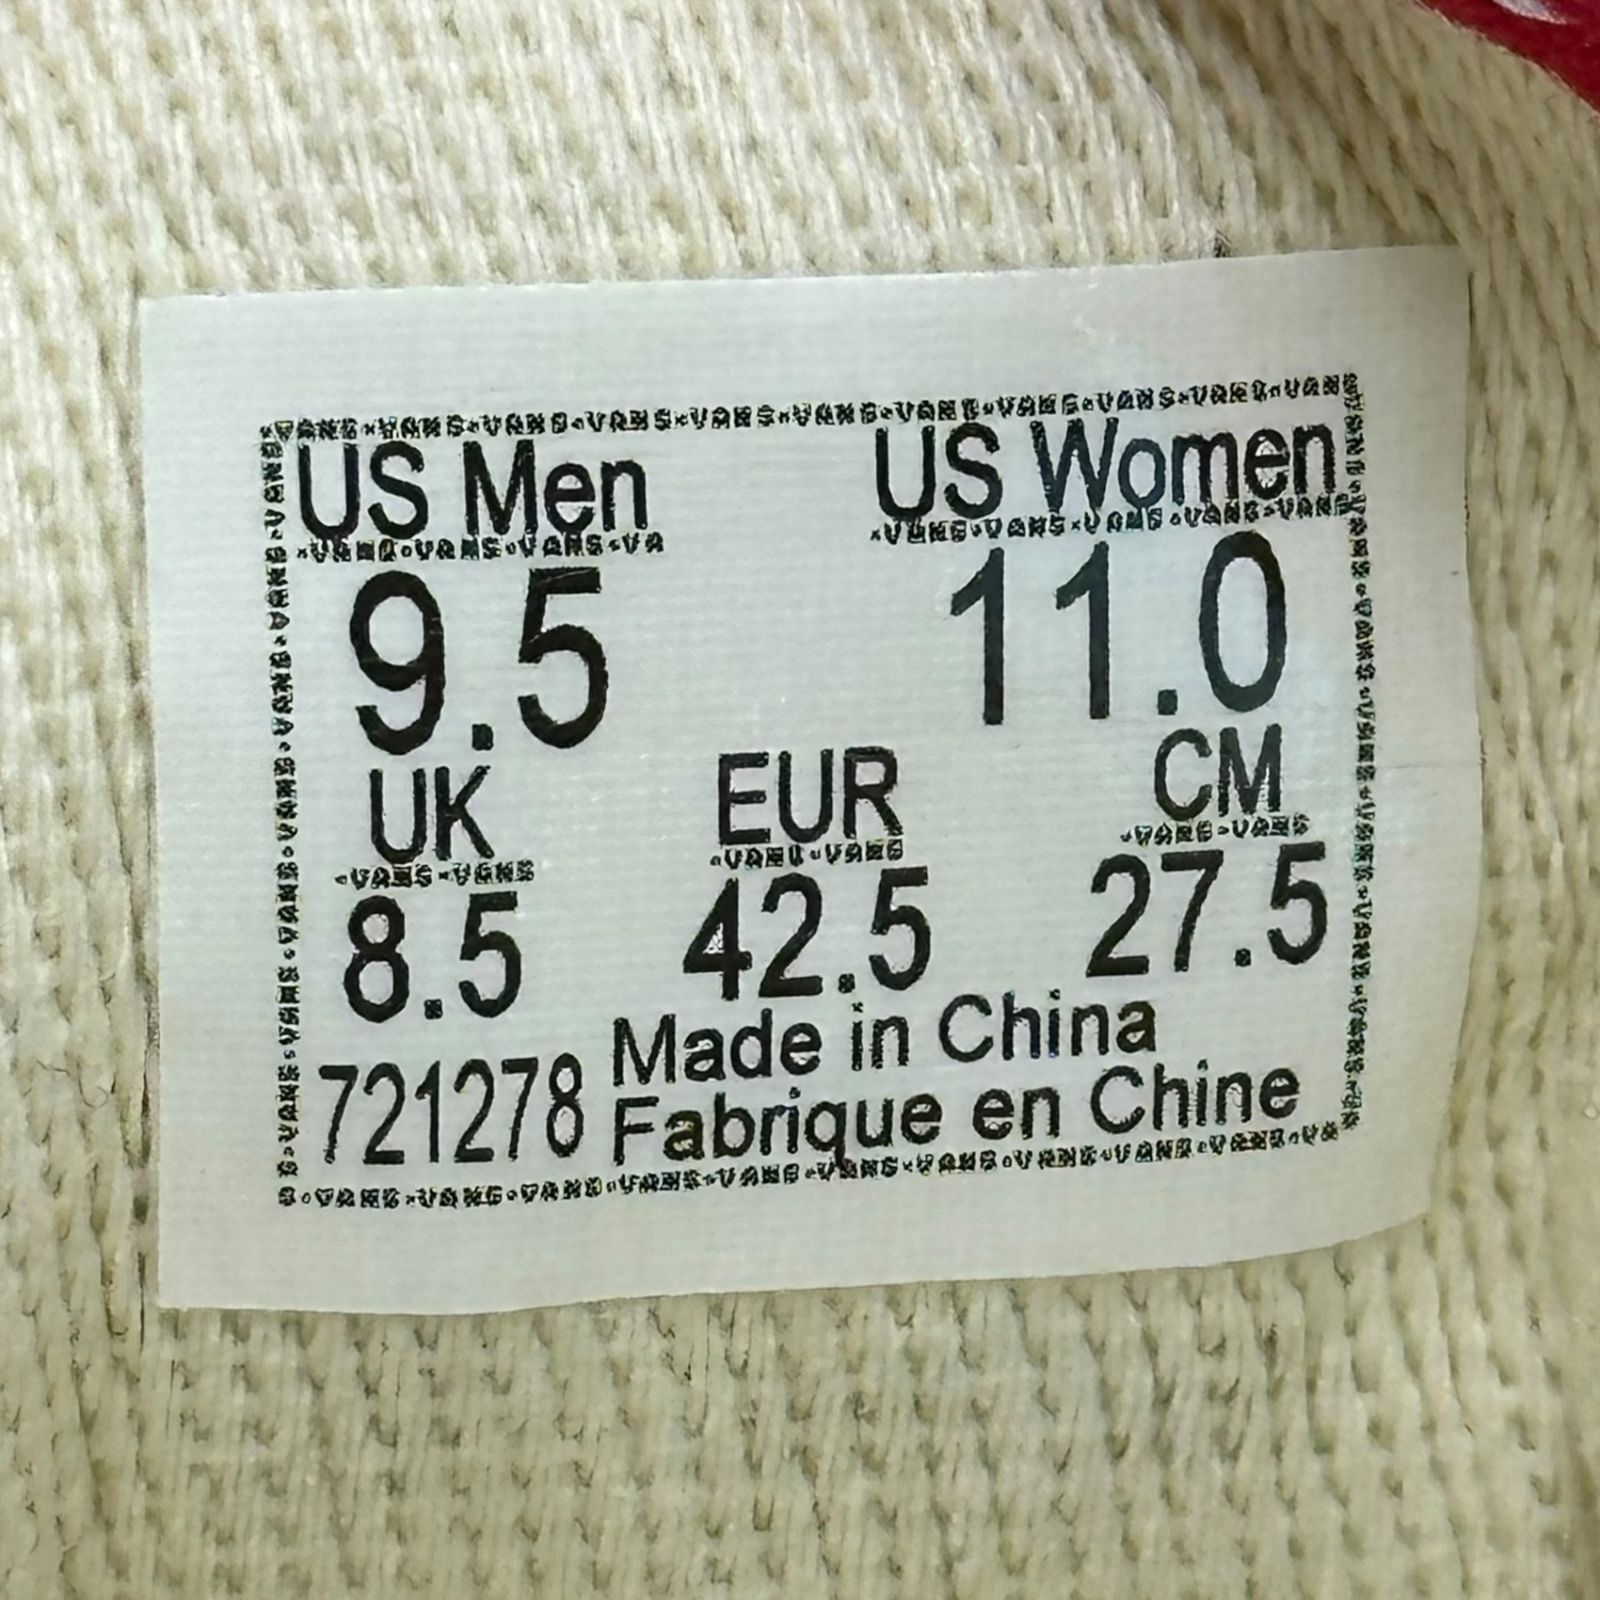 US Men US Women
9.5 11.0
UK EUR CM
8.5 42.5 27.5
721278 Made in China
Fabrique en Chine